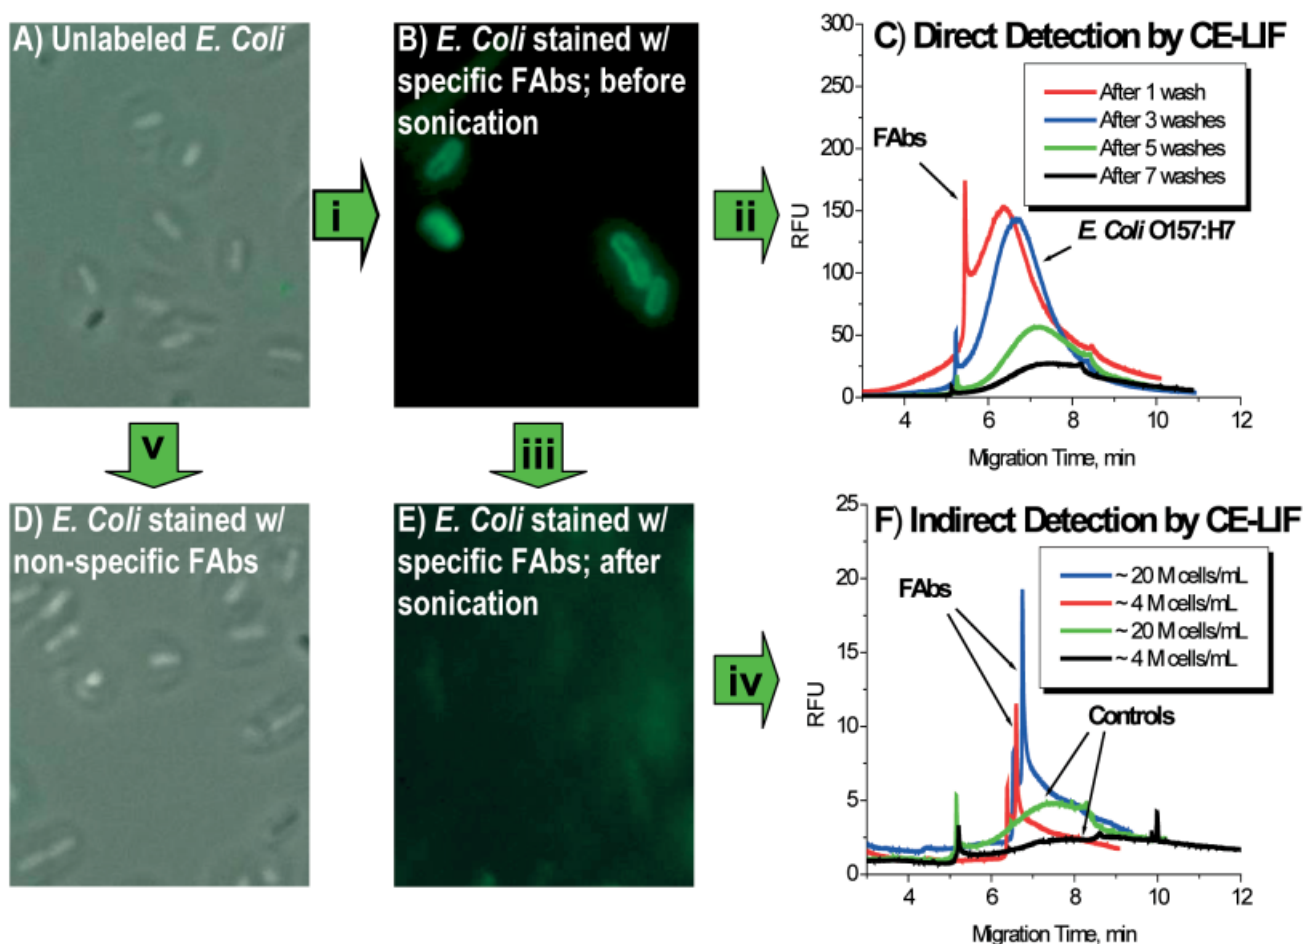 A) Unlabeled E. Coli
B) E. Coli stained w/
specific FAbs; before
sonication
C) Direct Detection by CE-LIF
300
250
200
150
100
50
0
RFU
After 1 wash
After 3 washes
After 5 washes
After 7 washes
FAbs
E. Coli O157:H7
4
6
8
10
12
Migration Time, min
i
ii
v
iii
D) E. Coli stained w/
non-specific FAbs
E) E. Coli stained w/
specific FAbs; after
sonication
iv
F) Indirect Detection by CE-LIF
25
20
15
10
5
0
RFU
~ 20 M cells/mL
~ 4 M cells/mL
~ 20 M cells/mL
~ 4 M cells/mL
FAbs
Controls
4
6
8
10
12
Migration Time, min